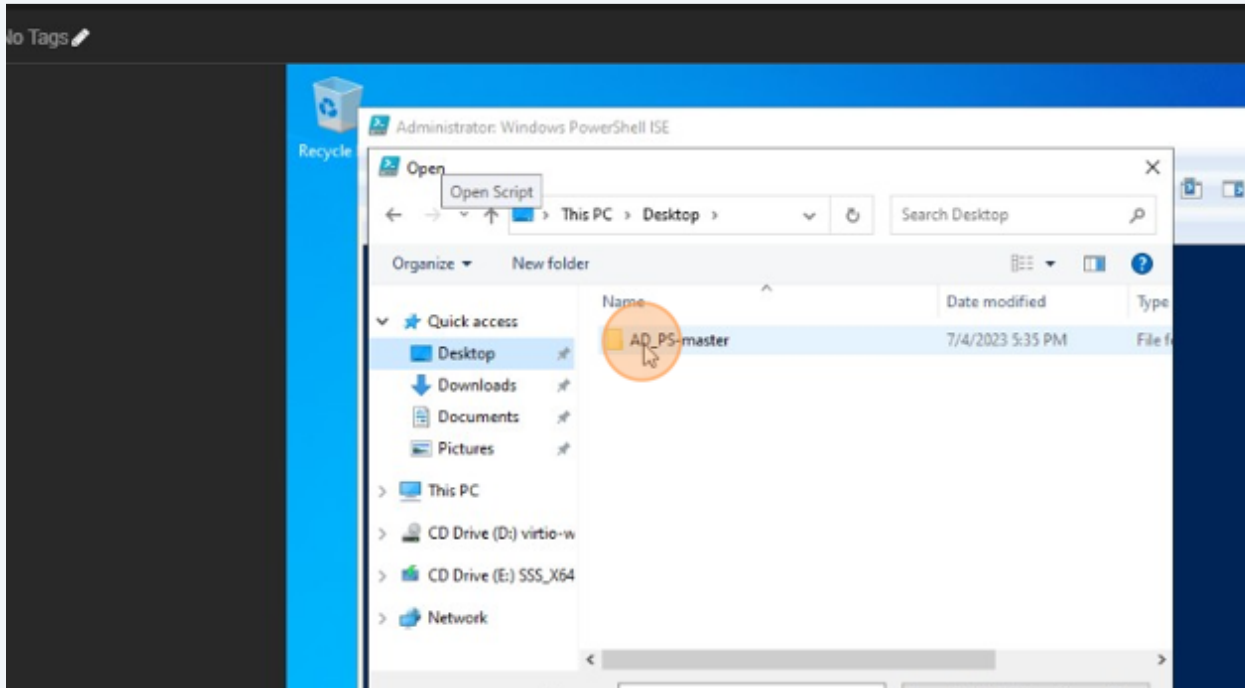 No Tags
Recycle
Administrator: Windows PowerShell ISE
Open
Open Script
This PC > Desktop >
Search Desktop
Organize
New folder
Name
Date modified
Type
Quick access
AD_PS-master
7/4/2023 5:35 PM
File f
Desktop
Downloads
Documents
Pictures
This PC
CD Drive (D:) virtio-w
CD Drive (E:) SSS_X64
Network